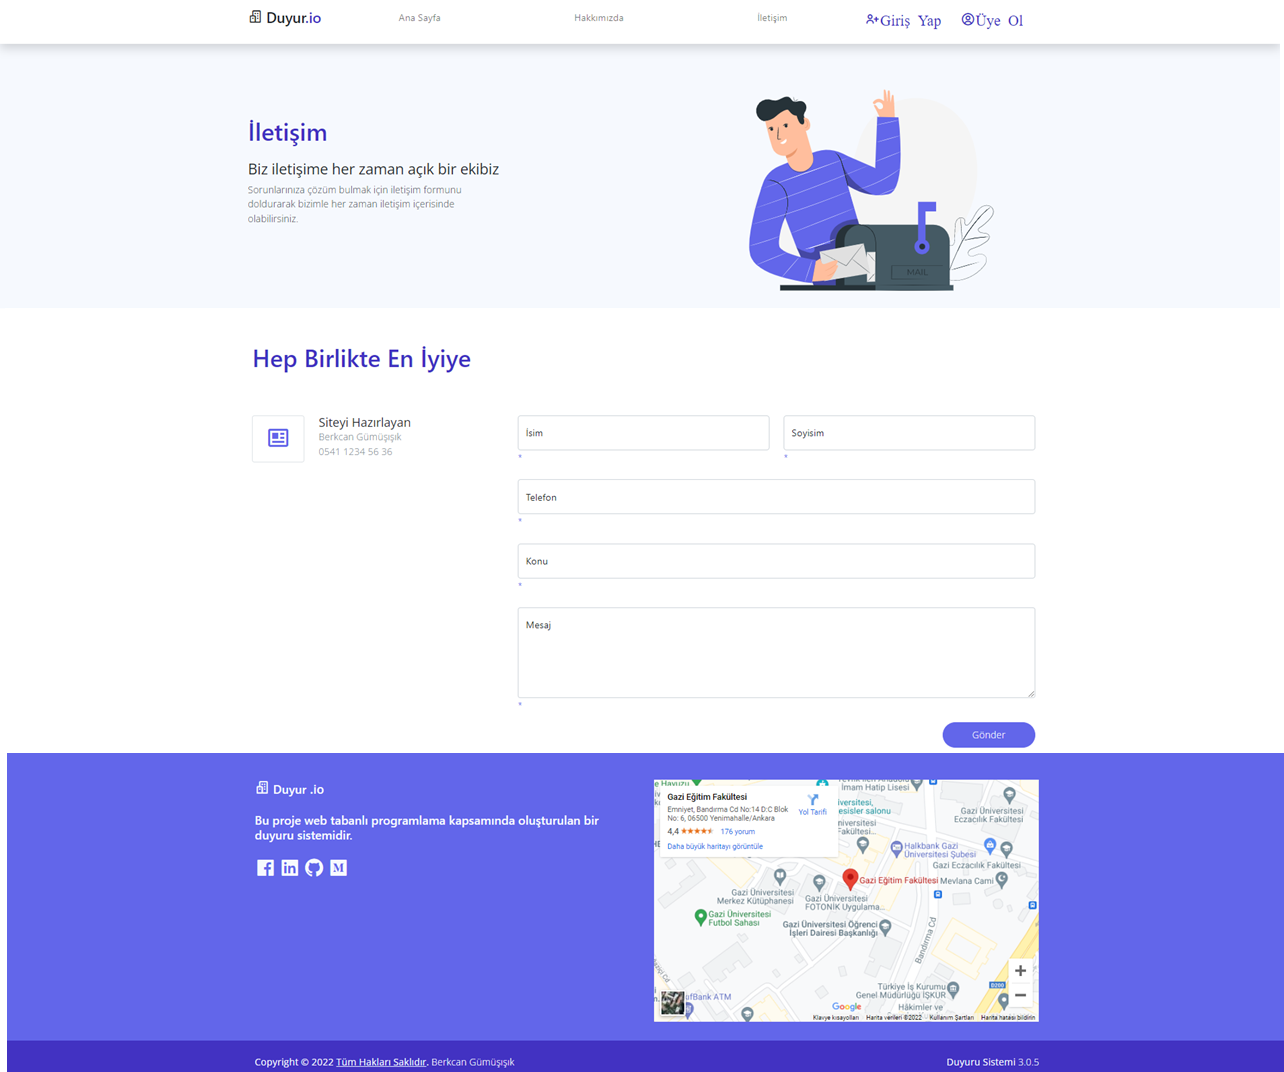 Duyur.io
Ana Sayfa
Hakkımızda
İletişim
Giriş Yap
Üye Ol
İletişim
Biz iletişime her zaman açık bir ekibiz
Sorunlarınıza çözüm bulmak için iletişim formunu
doldurarak bizimle her zaman iletişim içerisinde
olabilirsiniz.
MAIL
Hep Birlikte En İyiye
Siteyi Hazırlayan
Berkcan Gümüşışık
0541 1234 56 36
İsim
*
Soyisim
*
Telefon
*
Konu
*
Mesaj
*
Gönder
Duyur .io
Bu proje web tabanlı programlama kapsamında oluşturulan bir
duyuru sistemidir.
Gazi Eğitim Fakültesi
Emniyet, Bandırma Cd No:14 D:C Blok
No: 6, 06500 Yenimahalle/Ankara
4,4 ★★★★★ 176 yorum
Daha büyük haritayı görüntüle
Yol Tarifi
İmam Hatip Lisesi
Gazi Üniversitesi
Eczacılık Fakültesi
Halkbank Gazi
Üniversitesi Şubesi
Gazi Eczacılık Fakültesi
Gazi Eğitim Fakültesi
Mevlana Cami
Gazi Üniversitesi
Merkez Kütüphanesi
Gazi Üniversitesi
FOTONİK Uygulama...
Gazi Üniversitesi
Futbol Sahası
Gazi Üniversitesi Öğrenci
İşleri Dairesi Başkanlığı
Bandırma Cd
Türkiye İş Kurumu
Genel Müdürlüğü İŞKUR
D200
Hâkimler ve
ATM
Google
Klavye kısayolları
Harita verileri ©2022
Kullanım Şartları
Harita hatası bildirin
Copyright © 2022 Tüm Hakları Saklıdır. Berkcan Gümüşışık
Duyuru Sistemi 3.0.5